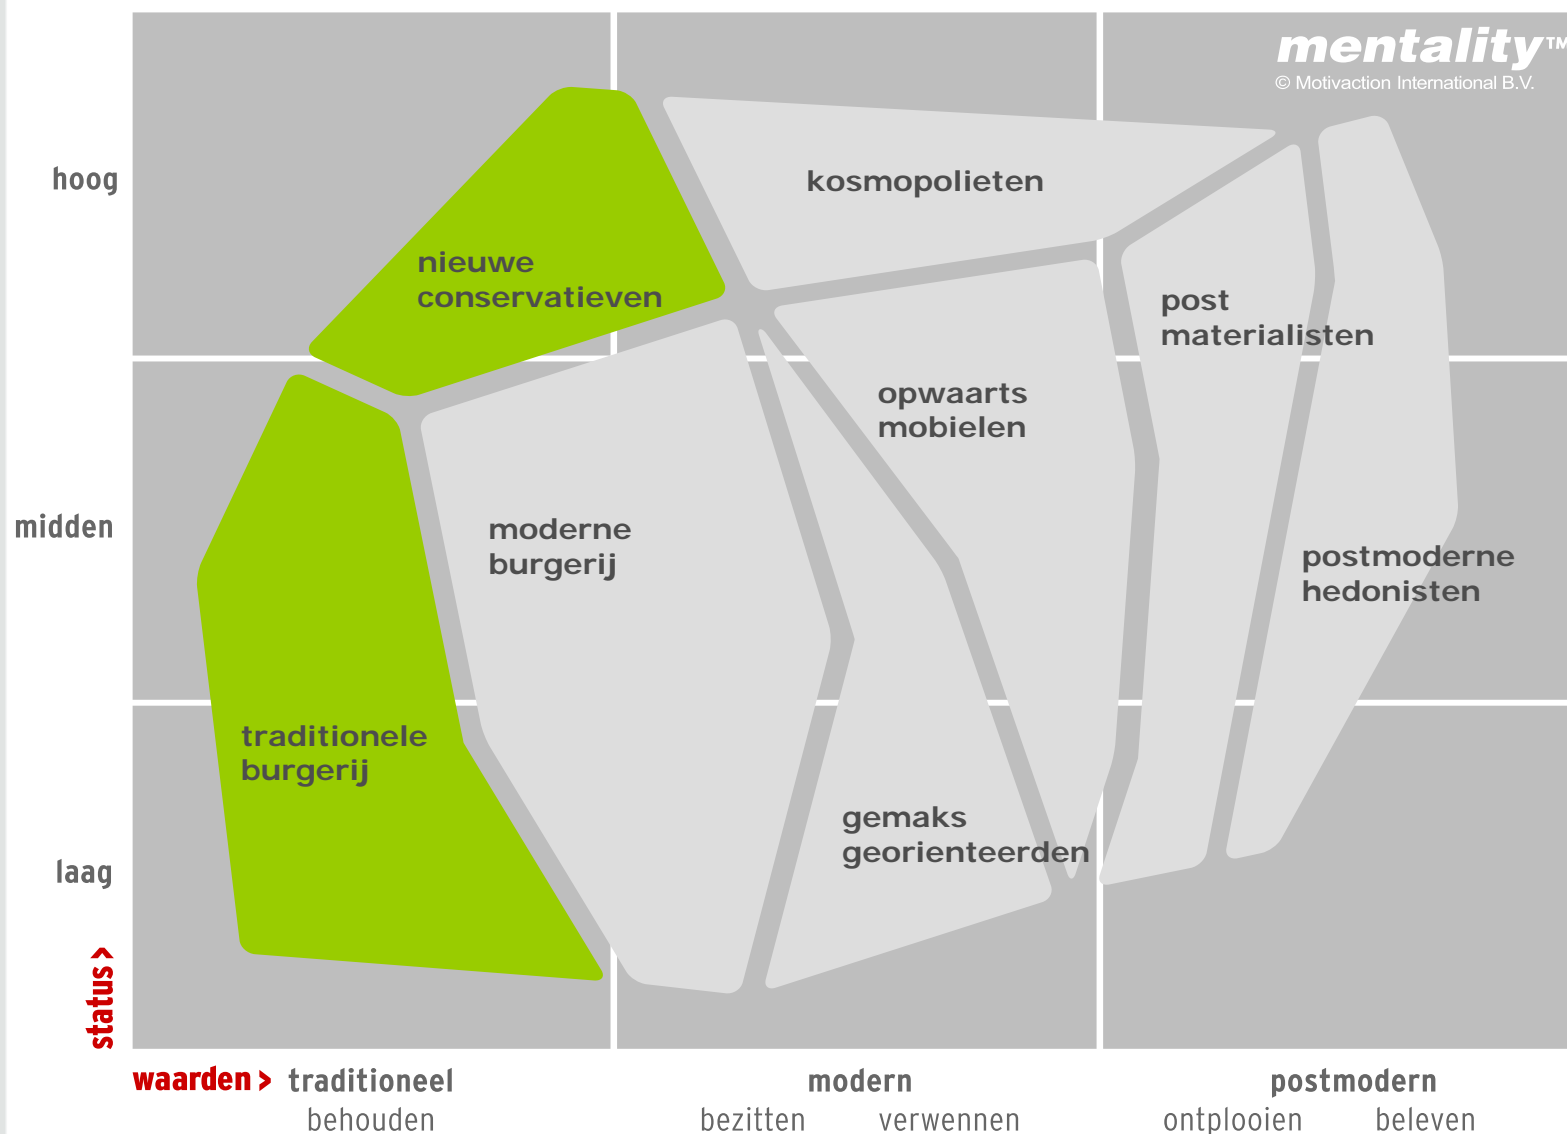 mentality™
© Motivaction International B.V.
hoog
kosmopolieten
nieuwe
conservatieven
post
materialisten
opwaarts
mobielen
midden
moderne
burgerij
postmoderne
hedonisten
traditionele
burgerij
gemaks
georienteerden
laag
status >
waarden > traditioneel modern postmodern
behouden bezitten verwennen ontplooien beleven